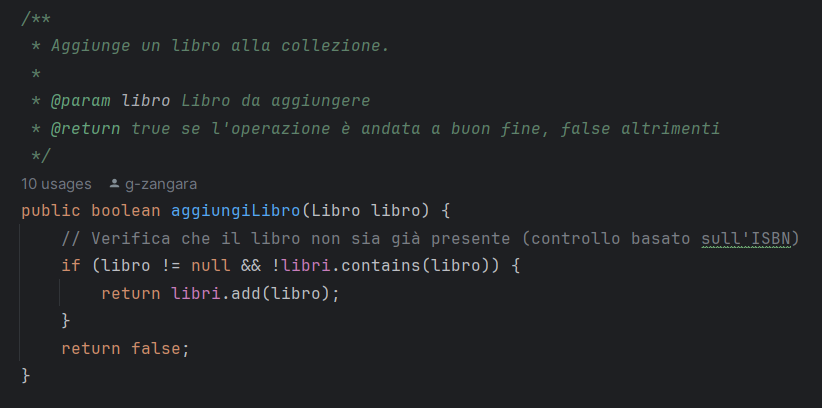 /**
 * Aggiunge un libro alla collezione.
 *
 * @param libro Libro da aggiungere
 * @return true se l'operazione è andata a buon fine, false altrimenti
 */
10 usages g-zangara
public boolean aggiungiLibro(Libro libro) {
    // Verifica che il libro non sia già presente (controllo basato sull'ISBN)
    if (libro != null && !libri.contains(libro)) {
        return libri.add(libro);
    }
    return false;
}